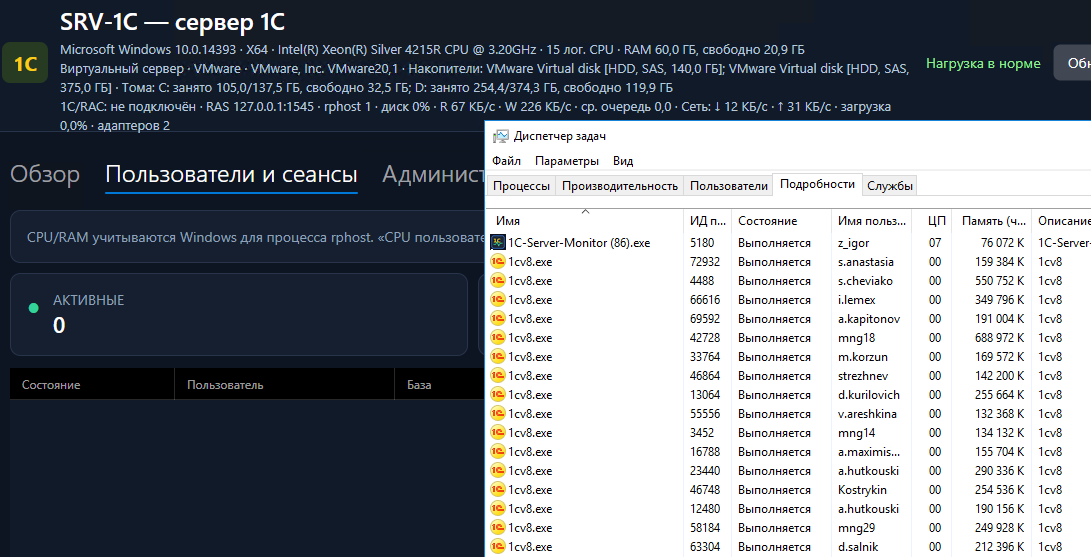 SRV-1C — сервер 1С
1C
Microsoft Windows 10.0.14393 · X64 · Intel(R) Xeon(R) Silver 4215R CPU @ 3.20GHz · 15 лог. CPU · RAM 60,0 ГБ, свободно 20,9 ГБ
Виртуальный сервер · VMware · VMware, Inc. VMware20,1 · Накопители: VMware Virtual disk [HDD, SAS, 140,0 ГБ]; VMware Virtual disk [HDD, SAS,
375,0 ГБ] · Тома: C: занято 105,0/137,5 ГБ, свободно 32,5 ГБ; D: занято 254,4/374,3 ГБ, свободно 119,9 ГБ
1С/RAC: не подключён · RAS 127.0.0.1:1545 · rphost 1 · диск 0% · R 67 КБ/с · W 226 КБ/с · ср. очередь 0,0 · Сеть: ↓ 12 КБ/с · ↑ 31 КБ/с · загрузка
0,0% · адаптеров 2
Нагрузка в норме
Обн
Обзор Пользователи и сеансы Админист
CPU/RAM учитываются Windows для процесса rphost. «CPU пользовате
АКТИВНЫЕ
0
Состояние Пользователь База
Диспетчер задач
Файл Параметры Вид
Процессы Производительность Пользователи Подробности Службы
Имя ИД п... Состояние Имя польз... ЦП Память (ч... Описание
1C-Server-Monitor (86).exe 5180 Выполняется z_igor 07 76 072 K 1C-Server-
1cv8.exe 72932 Выполняется s.anastasia 00 159 384 K 1cv8
1cv8.exe 4488 Выполняется s.cheviako 00 550 752 K 1cv8
1cv8.exe 66616 Выполняется i.lemex 00 349 796 K 1cv8
1cv8.exe 69592 Выполняется a.kapitonov 00 191 004 K 1cv8
1cv8.exe 42728 Выполняется mng18 00 688 972 K 1cv8
1cv8.exe 33764 Выполняется m.korzun 00 169 572 K 1cv8
1cv8.exe 46864 Выполняется strezhnev 00 142 200 K 1cv8
1cv8.exe 13064 Выполняется d.kurilovich 00 255 664 K 1cv8
1cv8.exe 55556 Выполняется v.areshkina 00 132 368 K 1cv8
1cv8.exe 3452 Выполняется mng14 00 134 132 K 1cv8
1cv8.exe 16788 Выполняется a.maximis... 00 155 704 K 1cv8
1cv8.exe 23440 Выполняется a.hutkouski 00 290 336 K 1cv8
1cv8.exe 46748 Выполняется Kostrykin 00 254 536 K 1cv8
1cv8.exe 12480 Выполняется a.hutkouski 00 190 156 K 1cv8
1cv8.exe 58184 Выполняется mng29 00 249 928 K 1cv8
1cv8.exe 63304 Выполняется d.salnik 00 212 396 K 1cv8